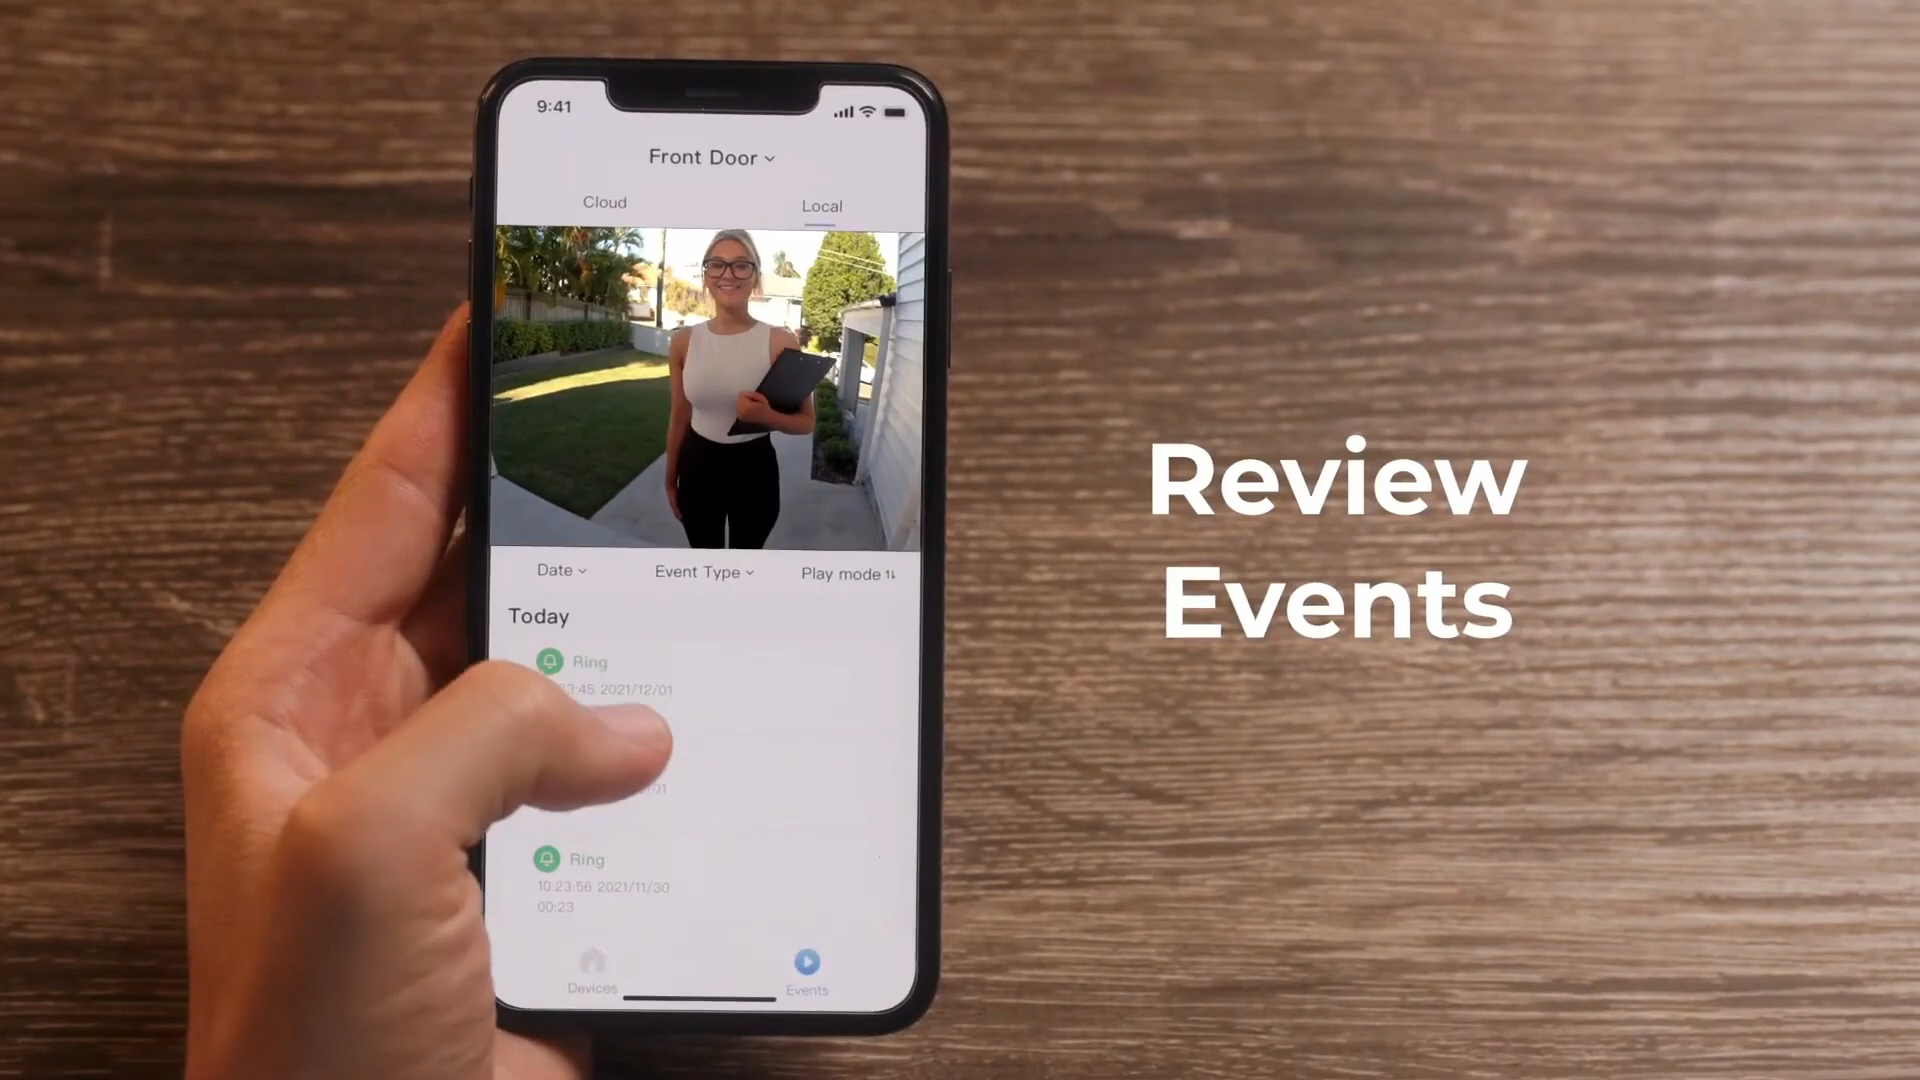 9:41
Front Door
Cloud
Local
Date
Event Type
Play mode
Today
Ring
:45 2021/12/01
Ring
10:23:56 2021/11/30
00:23
Devices
Events
Review
Events